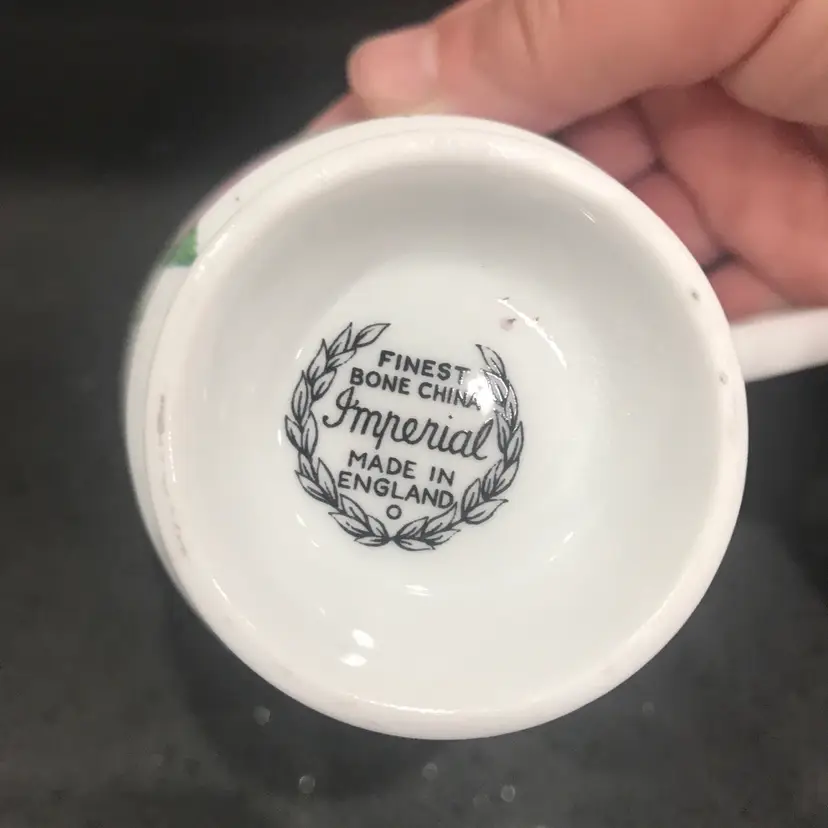 FINEST
BONE CHINA
Imperial
MADE IN
ENGLAND
O